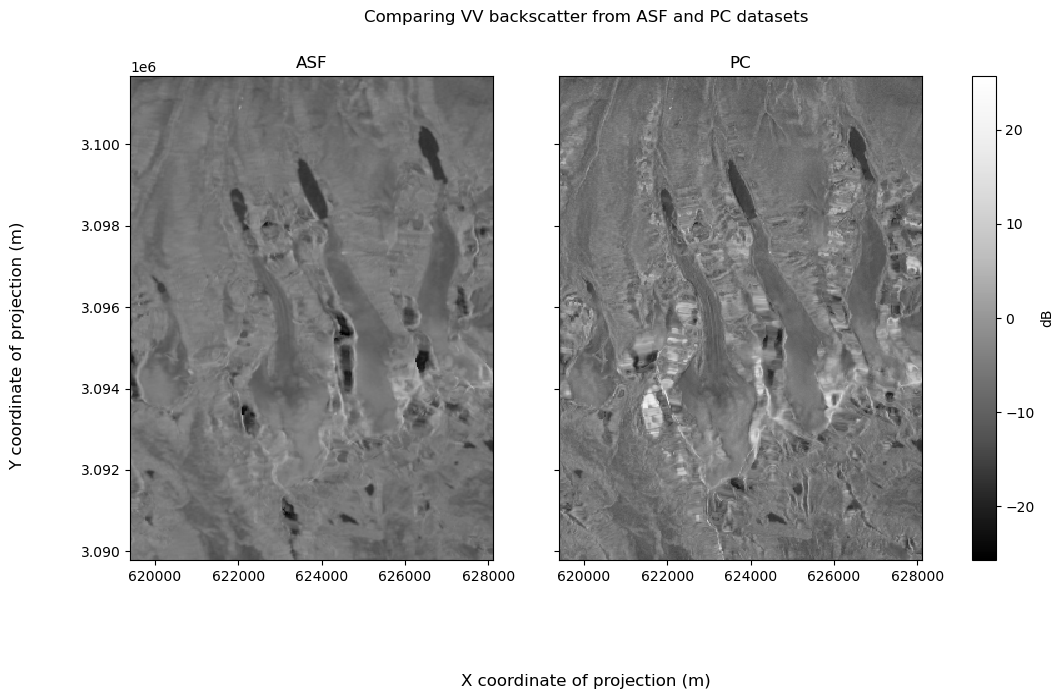 Comparing VV backscatter from ASF and PC datasets
ASF
PC
1e6
3.100
3.098
3.096
3.094
3.092
3.090
Y coordinate of projection (m)
620000 622000 624000 626000 628000
620000 622000 624000 626000 628000
20
10
0
−10
−20
dB
X coordinate of projection (m)